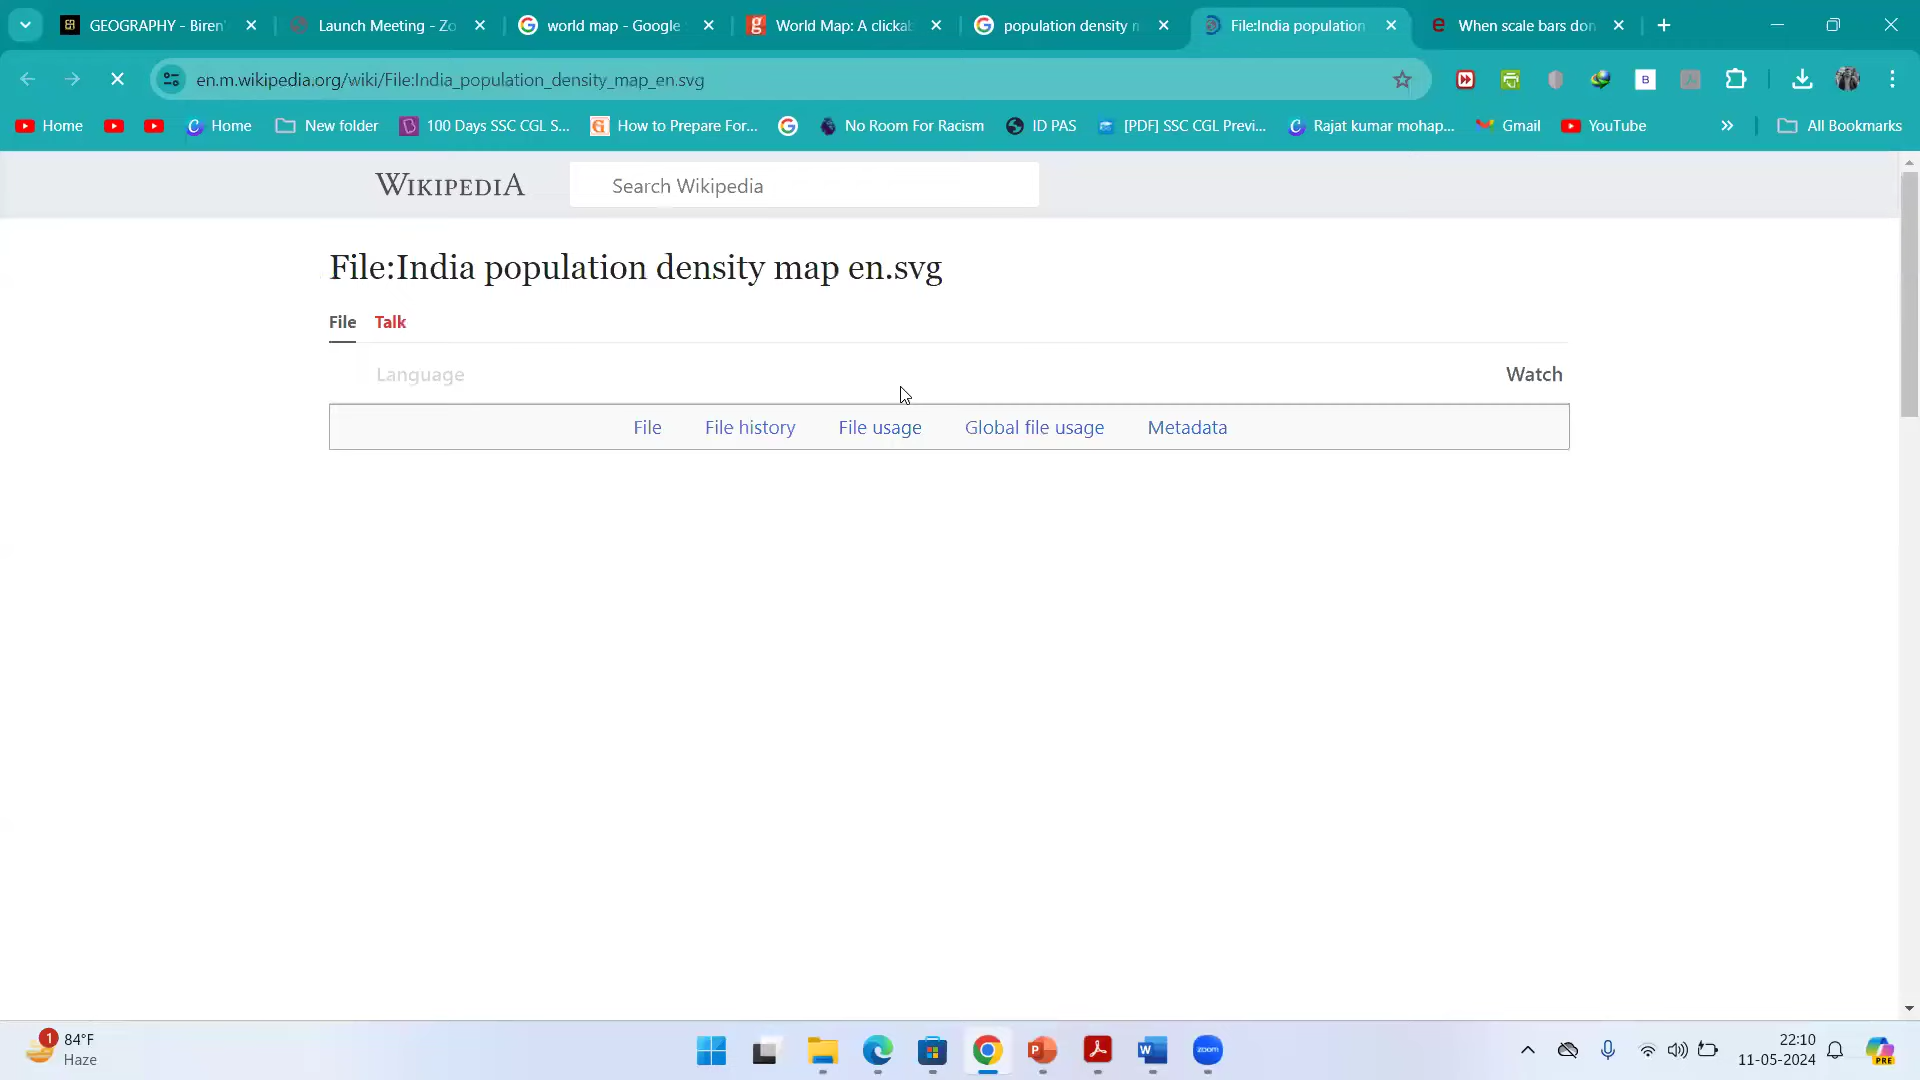 GEOGRAPHY - Biren'
Launch Meeting - Zo
world map - Google
World Map: A clickab
population density m
File:India population
When scale bars don
en.m.wikipedia.org/wiki/File:India_population_density_map_en.svg
Home
Home
New folder
100 Days SSC CGL S...
How to Prepare For...
No Room For Racism
ID PAS
[PDF] SSC CGL Previ...
Rajat kumar mohap...
Gmail
YouTube
All Bookmarks
WIKIPEDIA
Search Wikipedia
File:India population density map en.svg
File
Talk
Language
Watch
File
File history
File usage
Global file usage
Metadata
1
84°F
Haze
zoom
22:10
11-05-2024
PRE